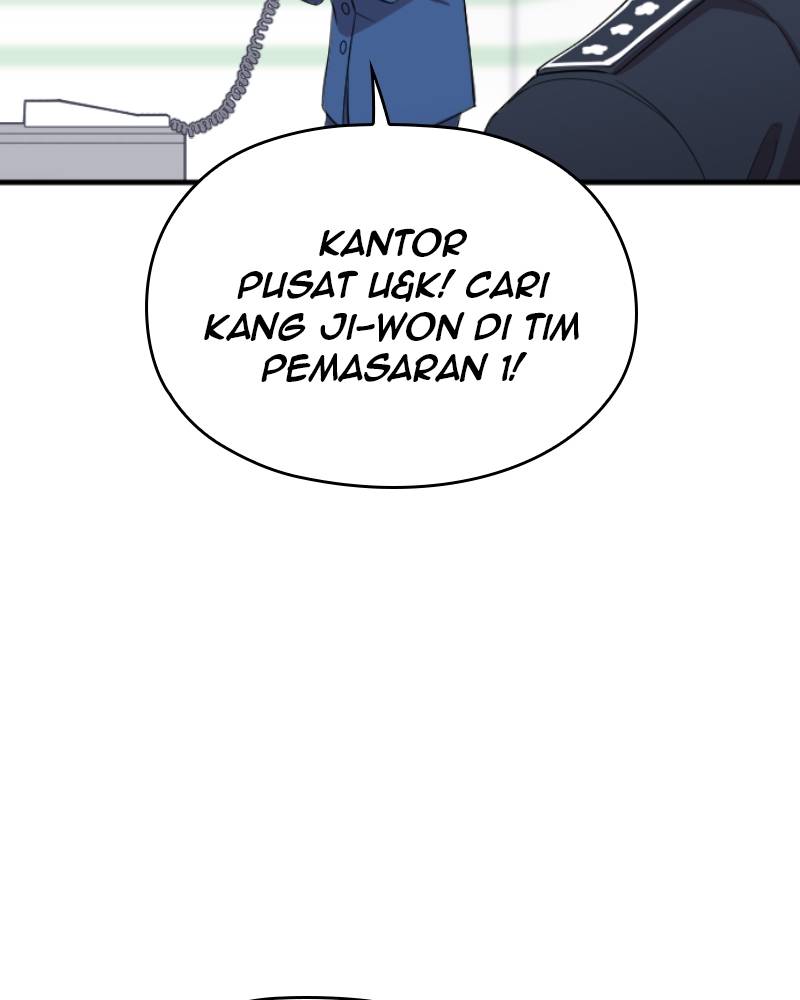 KANTOR
PUSAT U&K! CARI
KANG JI-WON DI TIM
PEMASARAN 1!